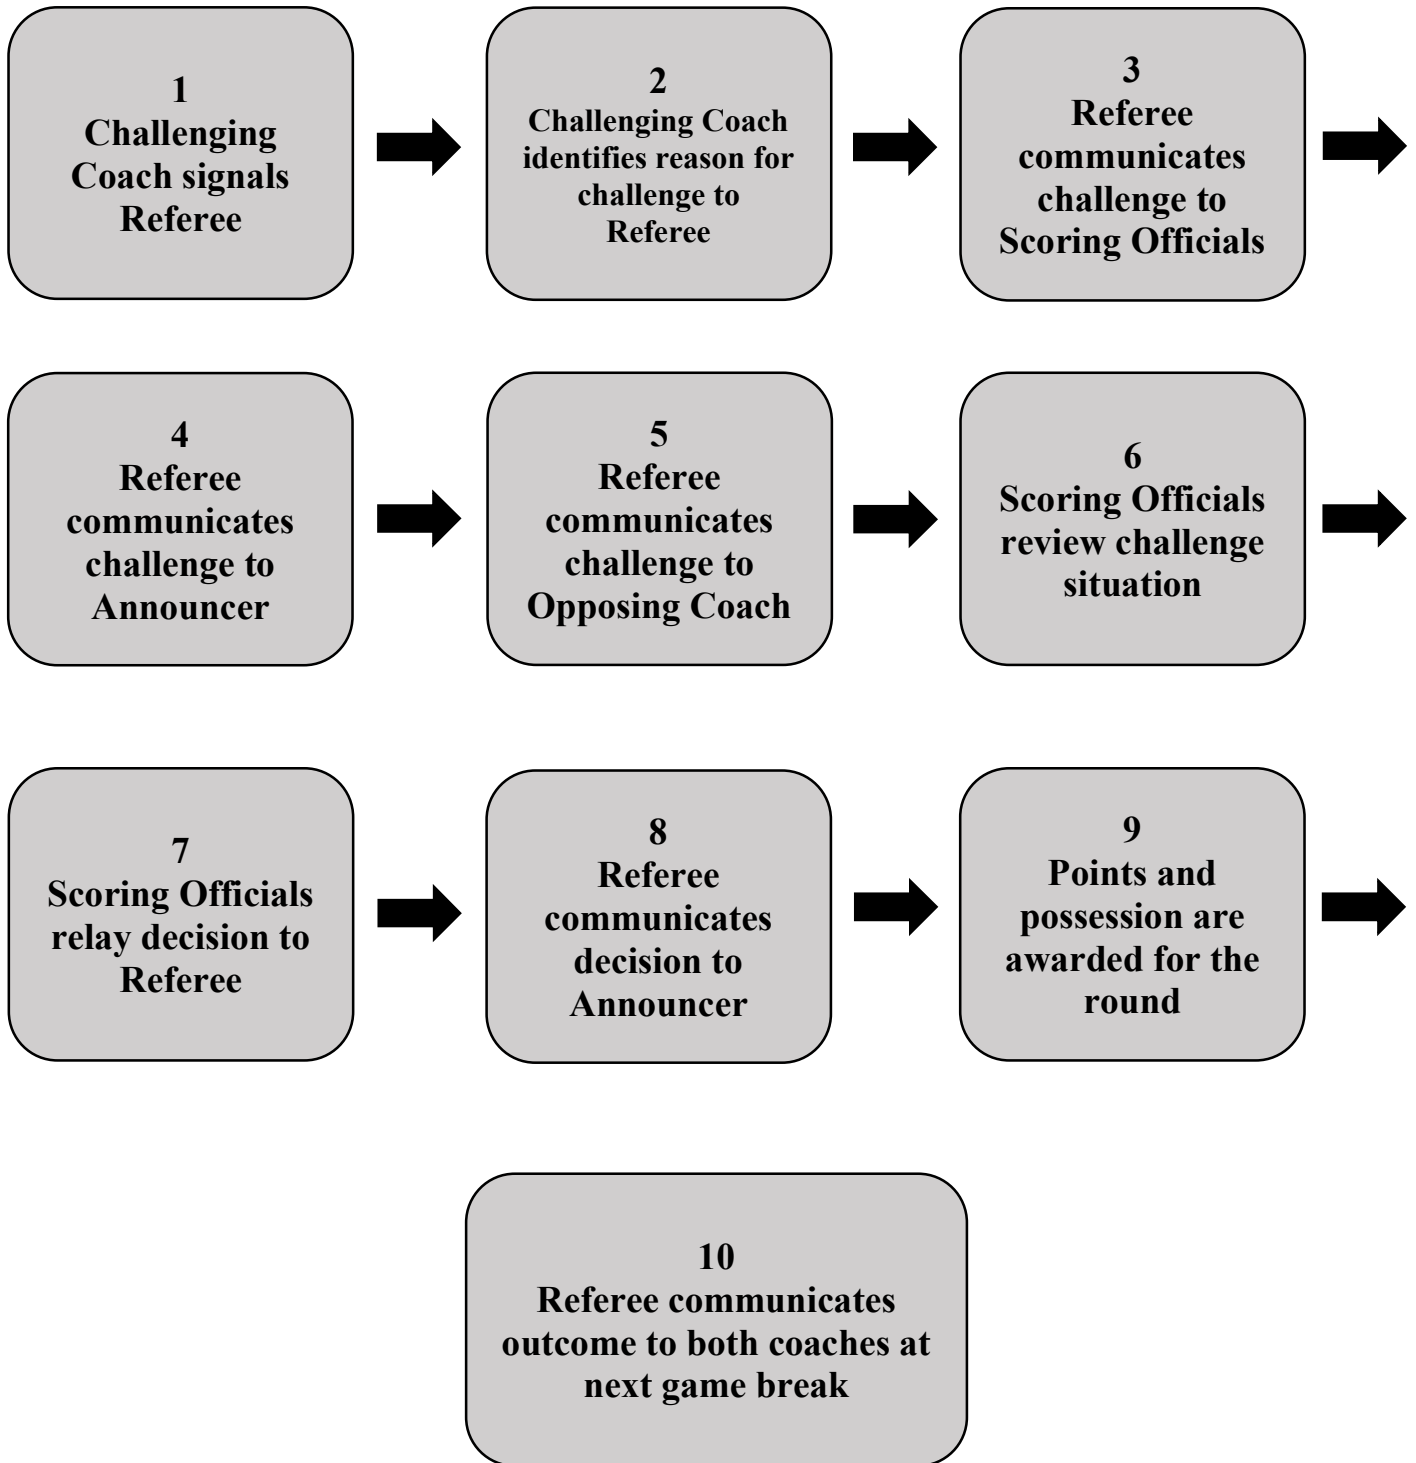 1
Challenging
Coach signals
Referee
2
Challenging Coach
identifies reason for
challenge to
Referee
3
Referee
communicates
challenge to
Scoring Officials
4
Referee
communicates
challenge to
Announcer
5
Referee
communicates
challenge to
Opposing Coach
6
Scoring Officials
review challenge
situation
7
Scoring Officials
relay decision to
Referee
8
Referee
communicates
decision to
Announcer
9
Points and
possession are
awarded for the
round
10
Referee communicates
outcome to both coaches at
next game break